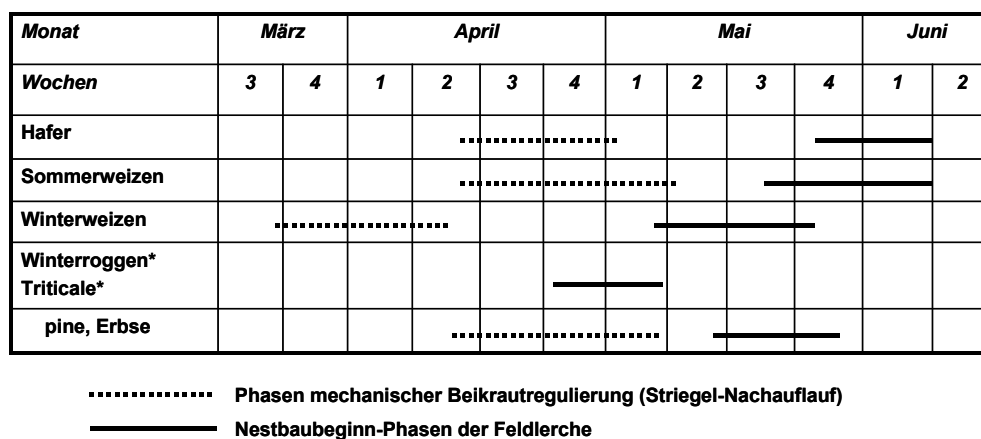 Monat März April Mai Juni
Wochen 3 4 1 2 3 4 1 2 3 4 1 2
Hafer
Sommerweizen
Winterweizen
Winterroggen*
Triticale*
pine, Erbse
Phasen mechanischer Beikrautregulierung (Striegel-Nachauflauf)
Nestbaubeginn-Phasen der Feldlerche